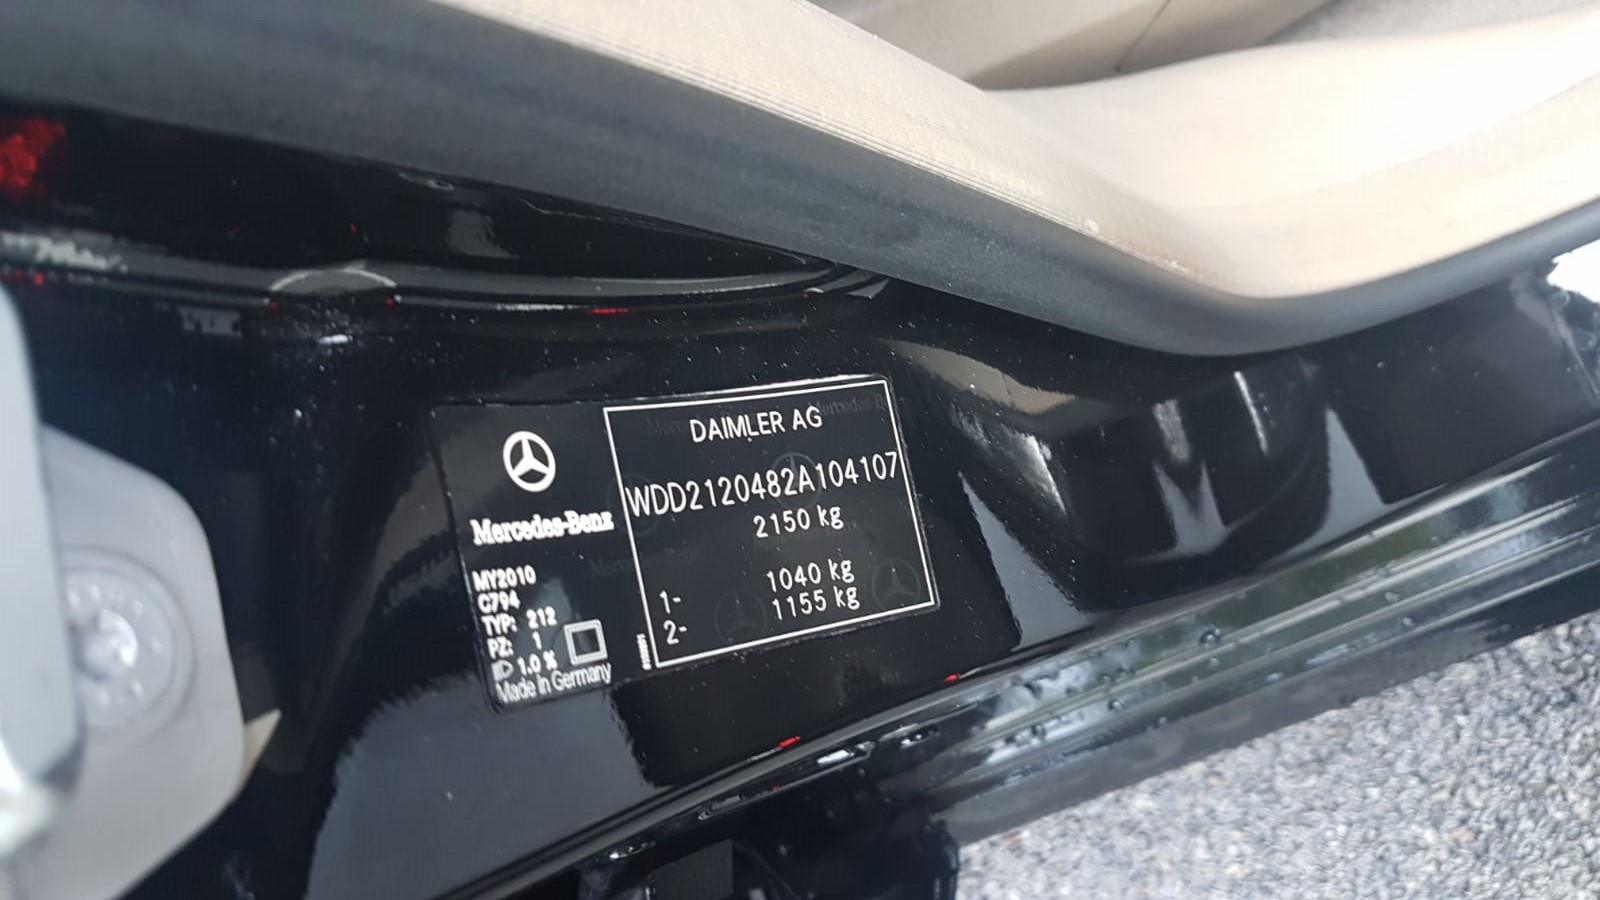 Mercedes-Benz
MY2010
C794
TYP: 212
PZ: 1
1.0 %
Made in Germany
DAIMLER AG
WDD2120482A104107
2150 kg
1- 1040 kg
2- 1155 kg